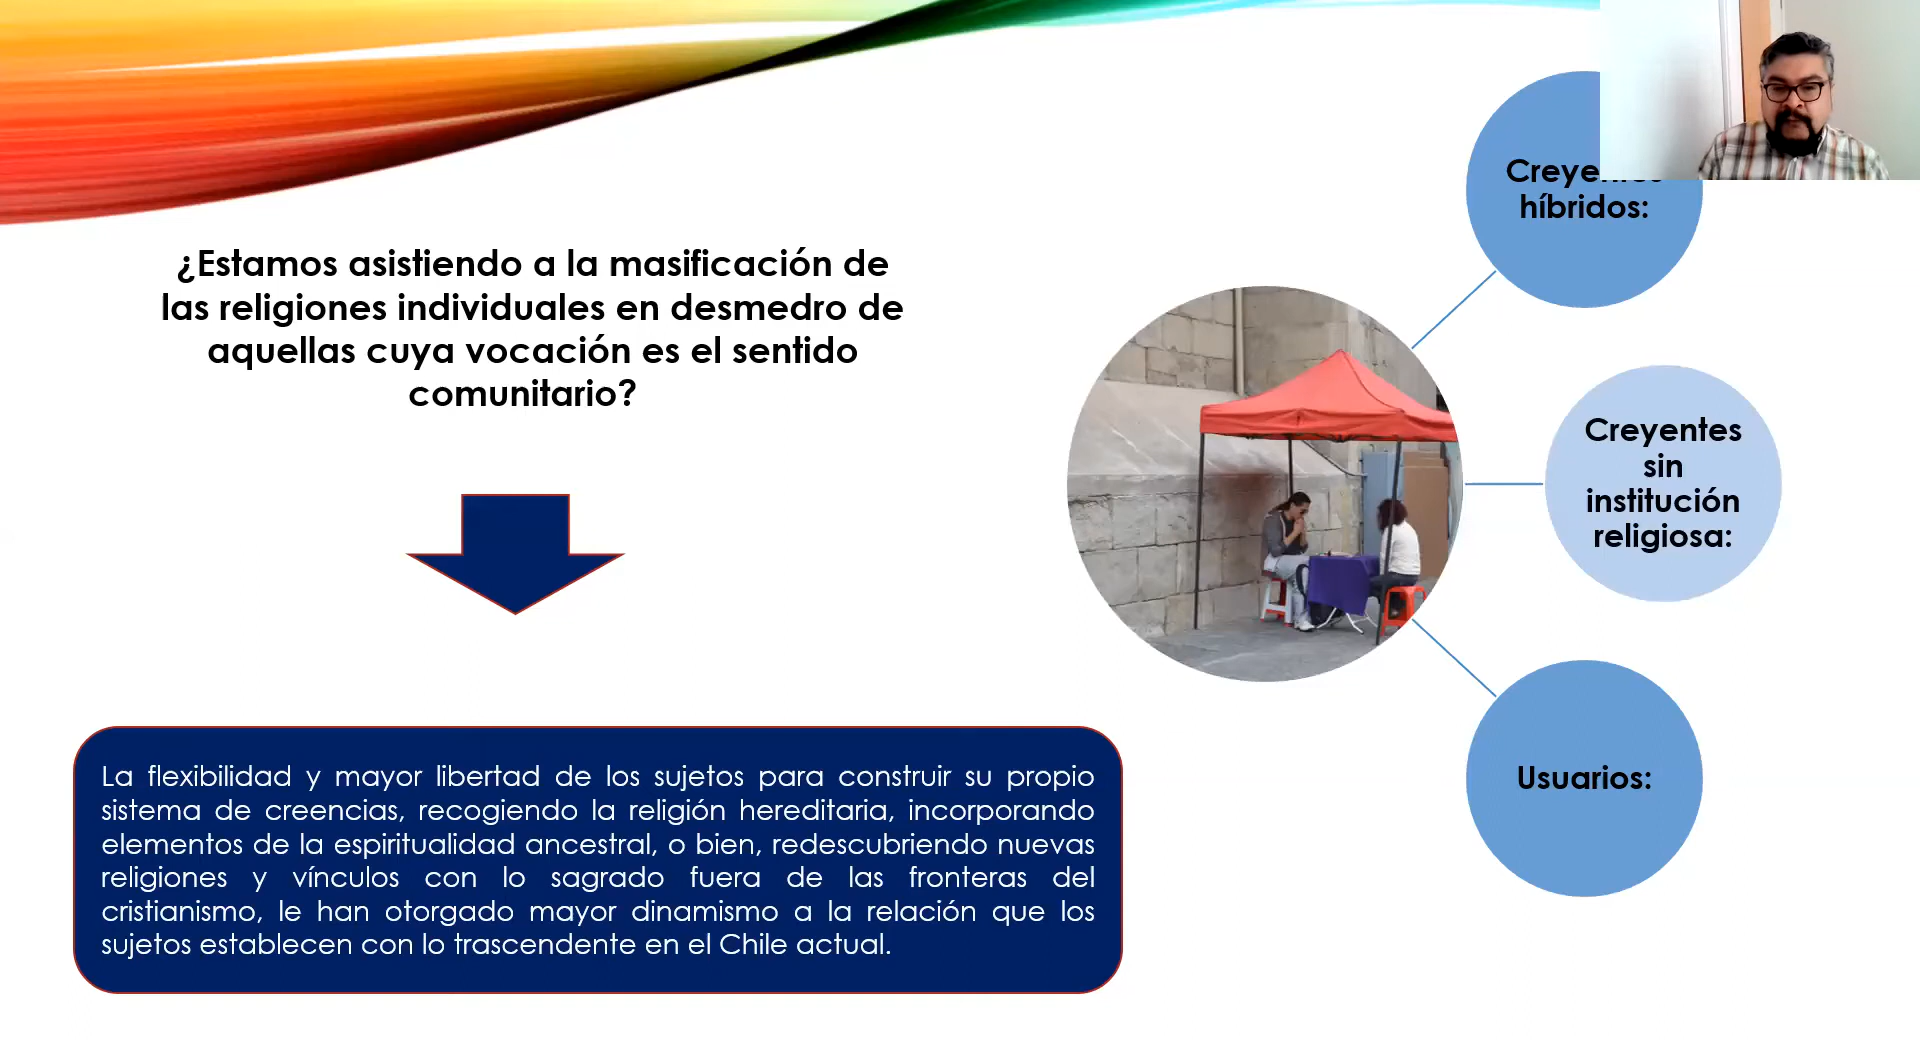 ¿Estamos asistiendo a la masificación de
las religiones individuales en desmedro de
aquellas cuya vocación es el sentido
comunitario?
La flexibilidad y mayor libertad de los sujetos para construir su propio
sistema de creencias, recogiendo la religión hereditaria, incorporando
elementos de la espiritualidad ancestral, o bien, redescubriendo nuevas
religiones y vínculos con lo sagrado fuera de las fronteras del
cristianismo, le han otorgado mayor dinamismo a la relación que los
sujetos establecen con lo trascendente en el Chile actual.
Creyentes
híbridos:
Creyentes
sin
institución
religiosa:
Usuarios: